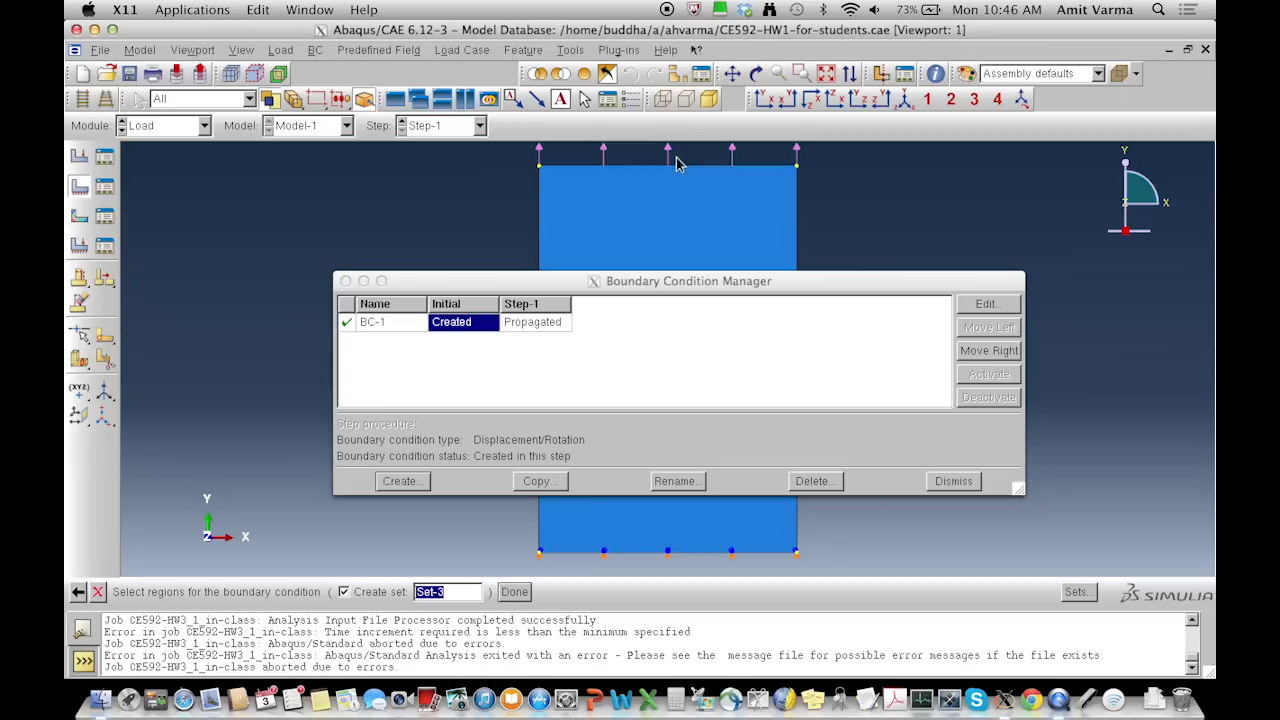 X11 Applications Edit Window Help 73% Mon 10:46 AM Amit Varma
X Abaqus/CAE 6.12-3 - Model Database: /home/buddha/a/ahvarma/CE592-HW1-for-students.cae [Viewport: 1]
File Model Viewport View Load BC Predefined Field Load Case Feature Tools Plug-ins Help
Assembly defaults
All A 1 2 3 4
Module: Load Model: Model-1 Step: Step-1
Y
X
Z
X Boundary Condition Manager
Name Initial Step-1 Edit...
BC-1 Created Propagated Move Left
Move Right
Activate
Deactivate
Step procedure:
Boundary condition type: Displacement/Rotation
Boundary condition status: Created in this step
Create... Copy... Rename... Delete... Dismiss
(XYZ)
Y
Z X
X Select regions for the boundary condition ( Create set: Set-3 ) Done Sets... SIMULIA
Job CE592-HW3_1_in-class: Analysis Input File Processor completed successfully.
Error in job CE592-HW3_1_in-class: Time increment required is less than the minimum specified
Job CE592-HW3_1_in-class: Abaqus/Standard aborted due to errors.
>>> Error in job CE592-HW3_1_in-class: Abaqus/Standard Analysis exited with an error - Please see the message file for possible error messages if the file exists.
Job CE592-HW3_1_in-class aborted due to errors.